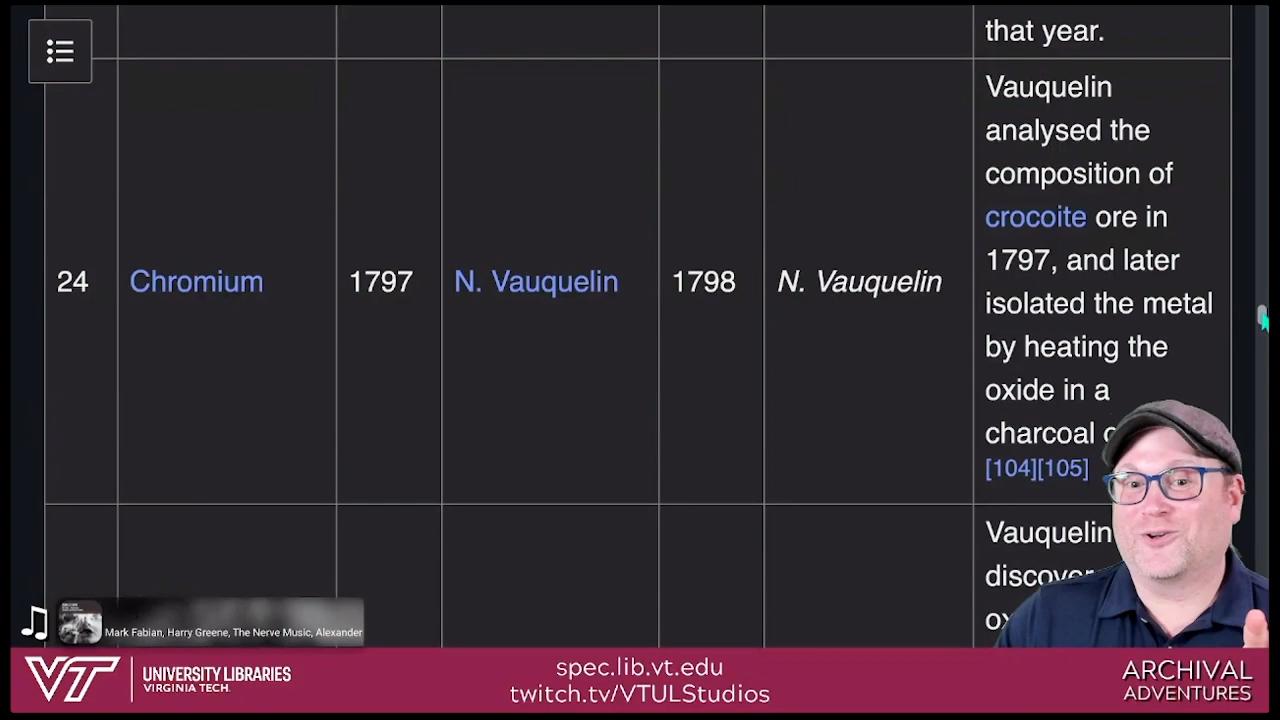 that year.
24
Chromium
1797
N. Vauquelin
1798
N. Vauquelin
Vauquelin
analysed the
composition of
crocoite ore in
1797, and later
isolated the metal
by heating the
oxide in a
charcoal
[104][105]
Vauquelin
Mark Fabian, Harry Greene, The Nerve Music, Alexander
VT
UNIVERSITY LIBRARIES
VIRGINIA TECH.
spec.lib.vt.edu
twitch.tv/VTULStudios
ARCHIVAL
ADVENTURES